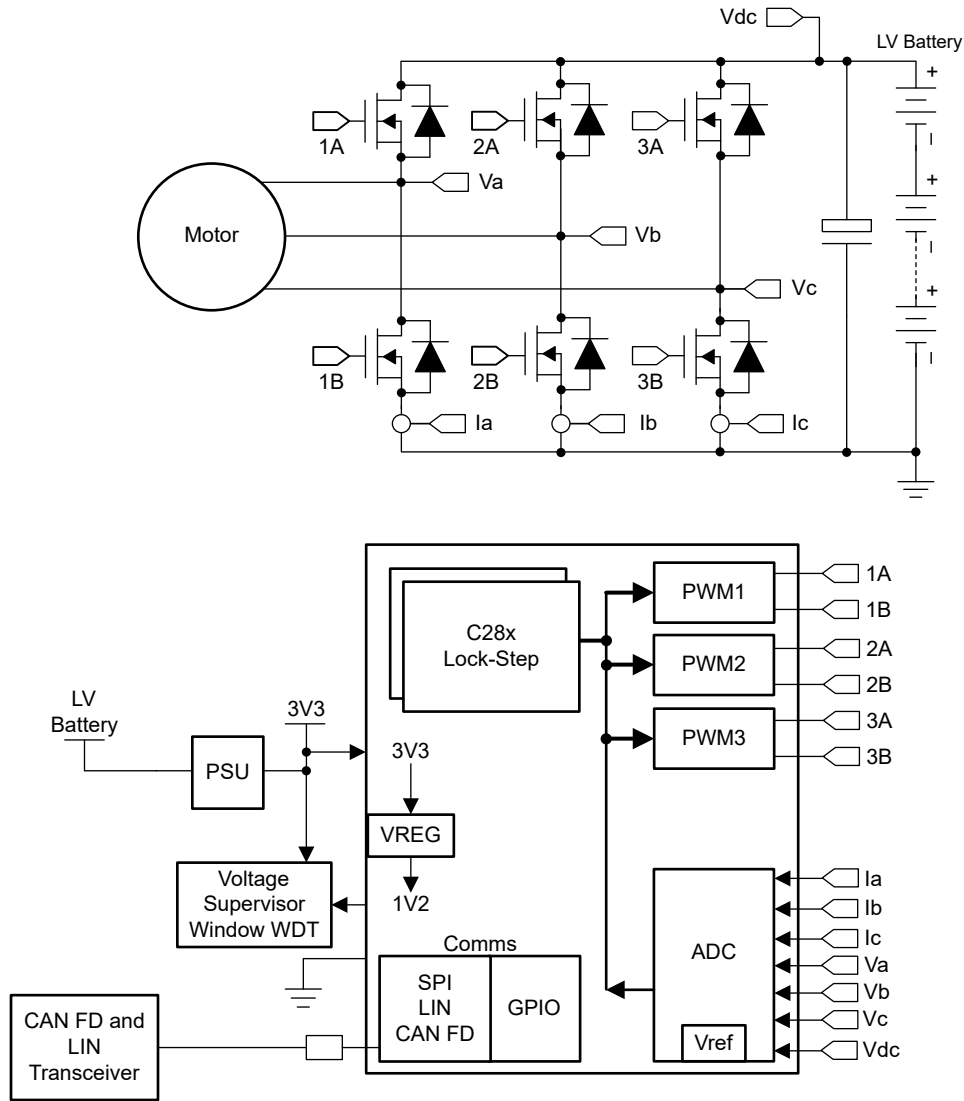 Vdc
LV Battery
+
1A
2A
3A
–
+
Va
Motor
Vb
–
Vc
+
–
1B
2B
3B
Ia
Ib
Ic
C28x
Lock-Step
PWM1
1A
1B
PWM2
2A
2B
PWM3
3A
3B
LV
Battery
3V3
PSU
3V3
VREG
1V2
Voltage
Supervisor
Window WDT
Comms
SPI
LIN
CAN FD
GPIO
ADC
Vref
Ia
Ib
Ic
Va
Vb
Vc
Vdc
CAN FD and
LIN
Transceiver